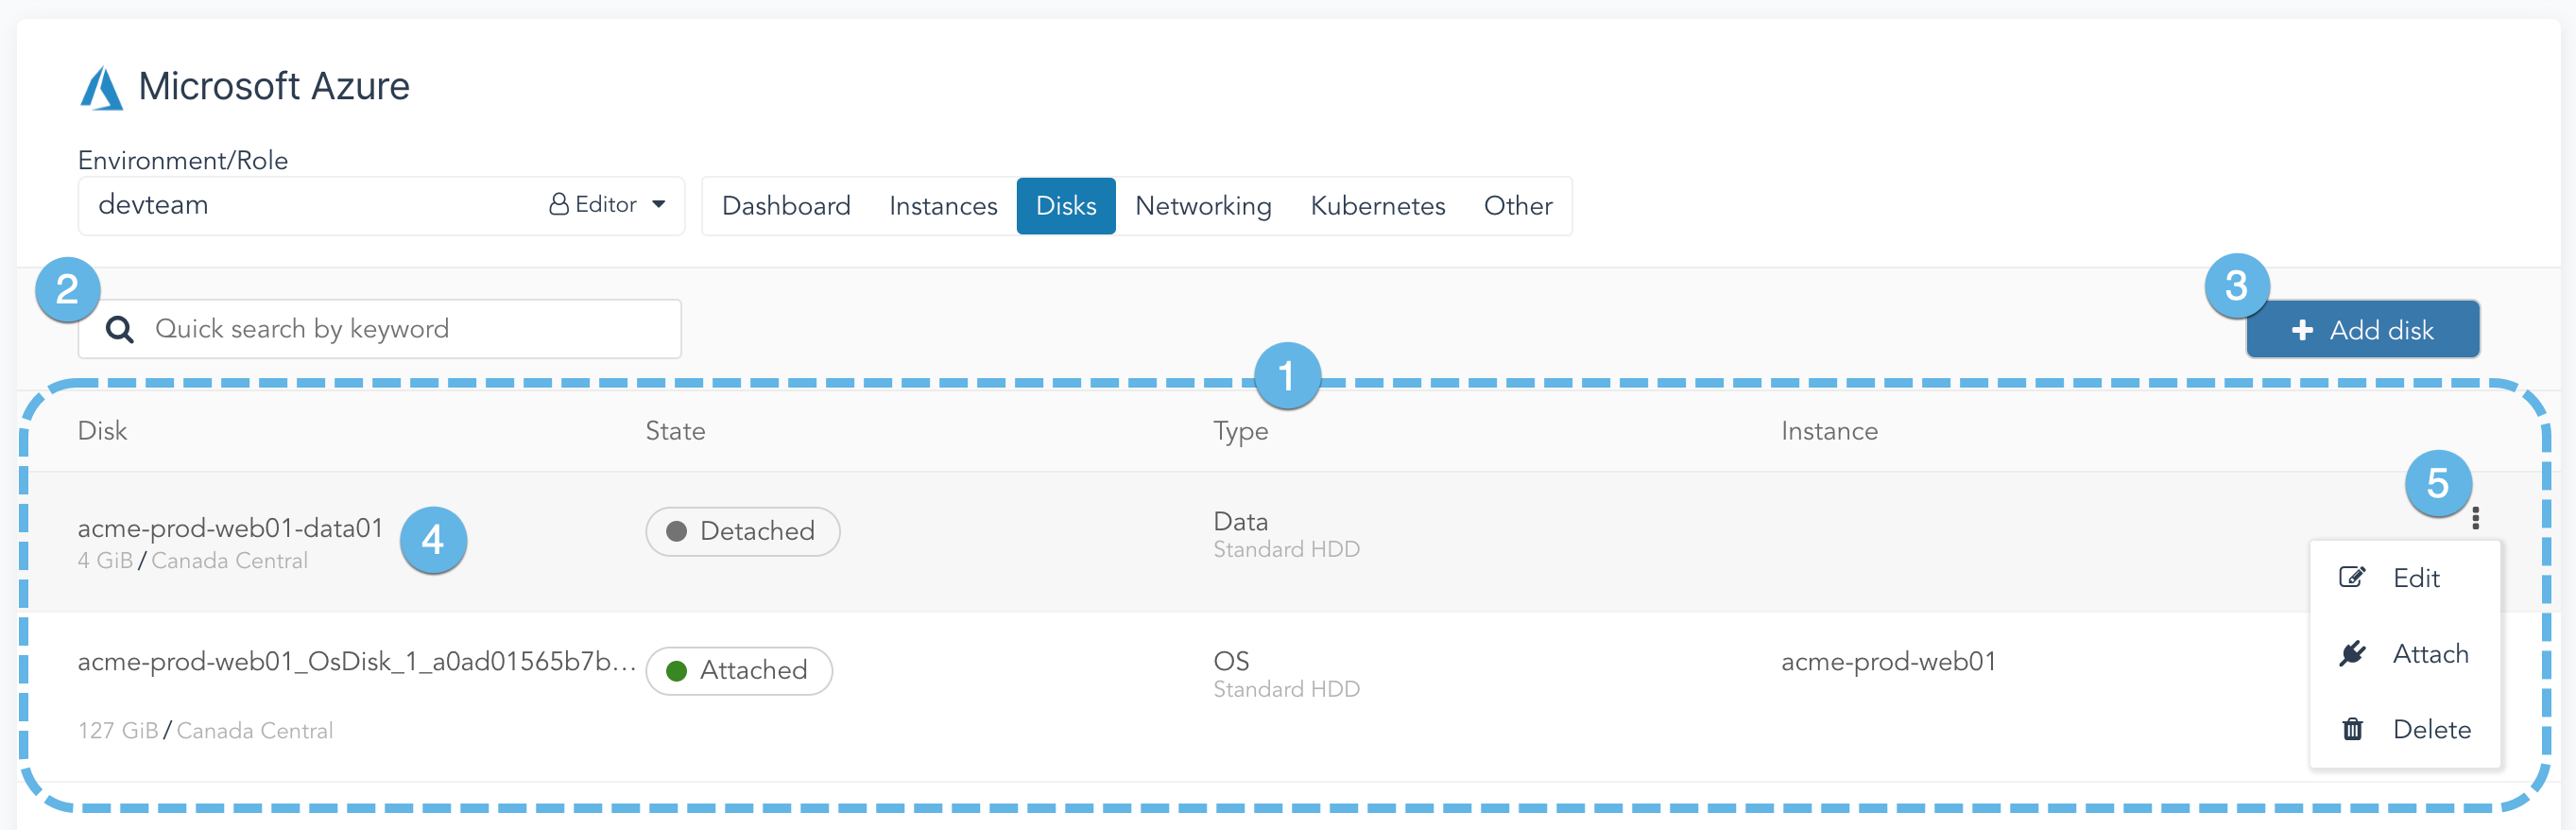 Microsoft Azure
Environment/Role
devteam Editor Dashboard Instances Disks Networking Kubernetes Other
2 3
Quick search by keyword + Add disk
1
Disk State Type Instance
5
acme-prod-web01-data01 4 Detached Data
4 GiB / Canada Central Standard HDD
Edit
acme-prod-web01_OsDisk_1_a0ad01565b7b... Attached OS acme-prod-web01 Attach
Standard HDD
127 GiB / Canada Central Delete